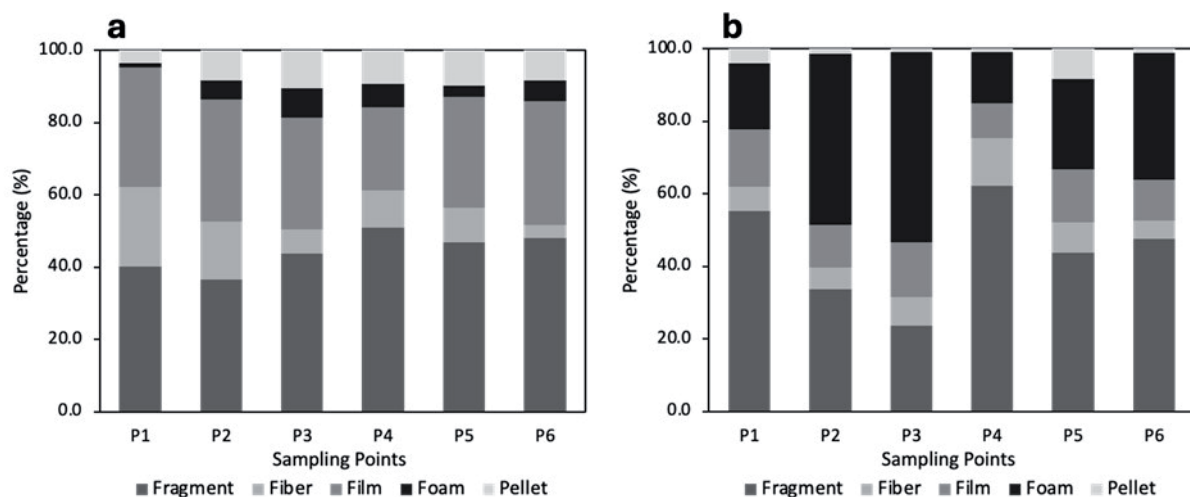 a
100.0
80.0
60.0
40.0
20.0
0.0
Percentage (%)
P1 P2 P3 P4 P5 P6
Sampling Points
Fragment Fiber Film Foam Pellet
b
100.0
80.0
60.0
40.0
20.0
0.0
Percentage (%)
P1 P2 P3 P4 P5 P6
Sampling Points
Fragment Fiber Film Foam Pellet